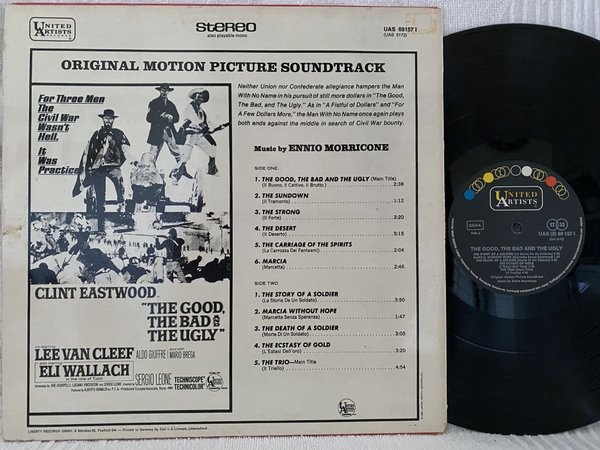 UNITED
ARTISTS
RECORDS
stereo
also playable mono
UAS 69157 I
(UAS 5172)
ORIGINAL MOTION PICTURE SOUNDTRACK
Neither Union nor Confederate allegiance hampers the Man
With No Name in his pursuit of still more dollars in "The Good,
The Bad, and The Ugly." As in "A Fistful of Dollars" and "For
A Few Dollars More," the Man With No Name once again plays
both ends against the middle in search of Civil War bounty.
Music by ENNIO MORRICONE
For Three Men
The
Civil War
Wasn't
Hell.
It
Was
Practice!
CLINT EASTWOOD
"THE GOOD,
THE BAD &
THE UGLY"
LEE VAN CLEEF
ALDO GIUFFRE
MARIO BREGA
ELI WALLACH
in the role of Tuco
SERGIO LEONE
TECHNISCOPE
TECHNICOLOR
SIDE ONE
1. THE GOOD, THE BAD AND THE UGLY (Main Title)
(Il Buono, Il Cattivo, Il Brutto) 2:38
2. THE SUNDOWN
(Il Tramonto) 1:12
3. THE STRONG
(Il Forte) 2:20
4. THE DESERT
(Il Deserto) 5:15
5. THE CARRIAGE OF THE SPIRITS
(La Carrozza Dei Fantasmi) 2:04
6. MARCIA
(Marcetta) 2:46
SIDE TWO
1. THE STORY OF A SOLDIER
(La Storia De Un Soldato) 3:50
2. MARCIA WITHOUT HOPE
(Marcetta Senza Speranza) 1:47
3. THE DEATH OF A SOLDIER
(Morte Di Un Soldato) 3:05
4. THE ECSTASY OF GOLD
(L'Estasi Dell'oro) 3:20
5. THE TRIO—Main Title
(Il Triello) 4:54
UNITED
ARTISTS
THE GOOD, THE BAD AND THE UGLY